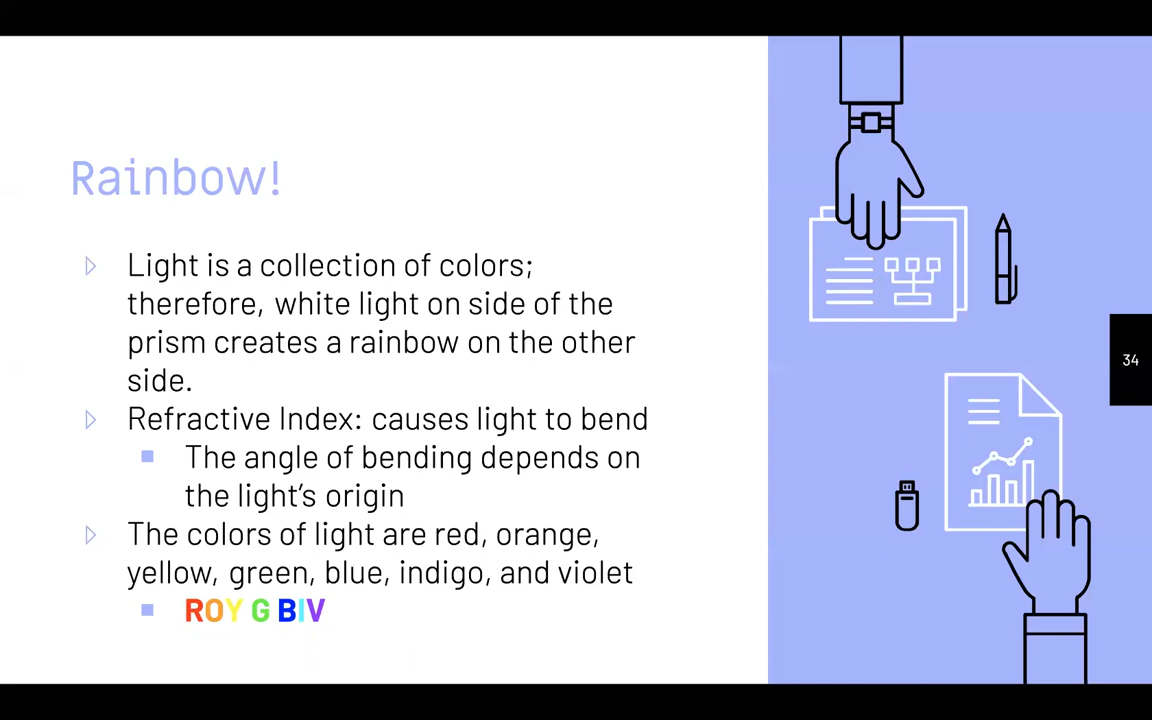 Rainbow!
Light is a collection of colors;
therefore, white light on side of the
prism creates a rainbow on the other
side.
Refractive Index: causes light to bend
The angle of bending depends on
the light's origin
The colors of light are red, orange,
yellow, green, blue, indigo, and violet
ROY G BIV
34